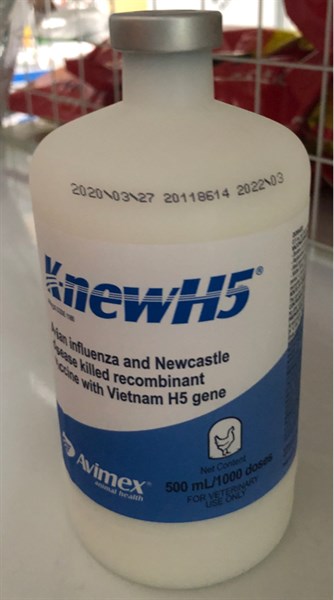 2020\03\27 20118614 2022\03
K-newH5®
Avian influenza and Newcastle
disease killed recombinant
vaccine with Vietnam H5 gene
Avimex®
animal health
Net Content
500 mL/1000 doses
FOR VETERINARY
USE ONLY